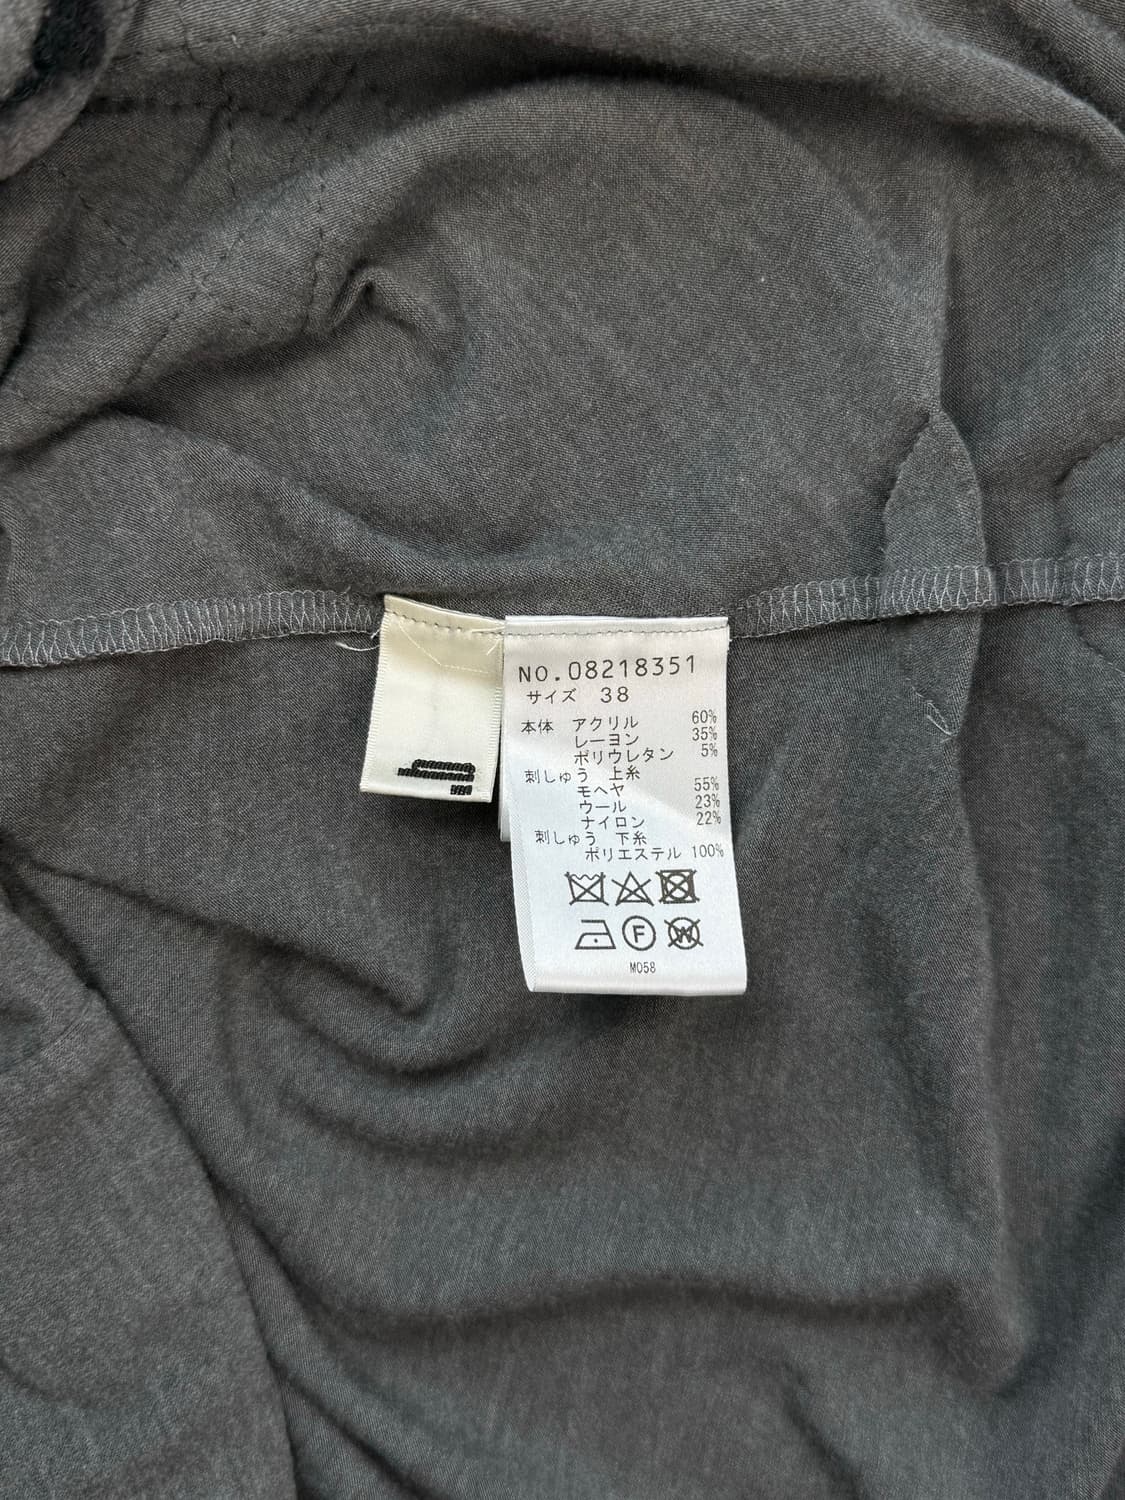 NO.08218351
サイズ 38
本体 アクリル 60%
レーヨン 35%
ポリウレタン 5%
刺しゅう 上糸
モヘヤ 55%
ウール 23%
ナイロン 22%
刺しゅう 下糸
ポリエステル 100%
F W
M058